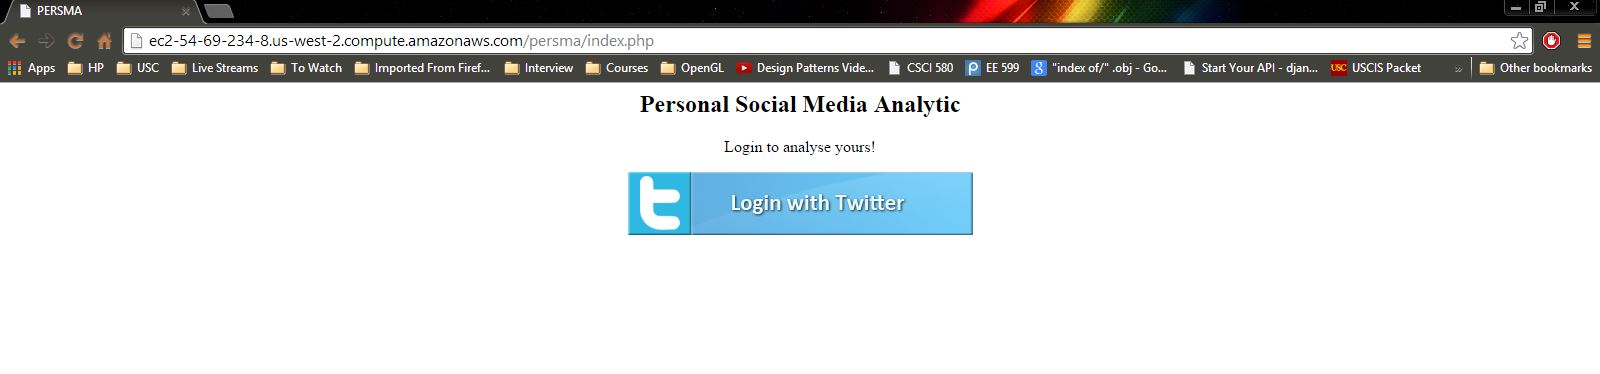 PERSMA
ec2-54-69-234-8.us-west-2.compute.amazonaws.com/persma/index.php
Apps HP USC Live Streams To Watch Imported From Firef... Interview Courses OpenGL Design Patterns Vide... CSCI 580 EE 599 "index of/" .obj - Go... Start Your API - djan... USCIS Packet » Other bookmarks
Personal Social Media Analytic
Login to analyse yours!
Login with Twitter